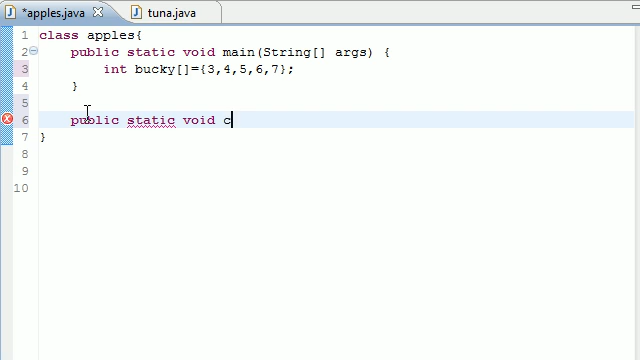 *apples.java tuna.java
1 class apples{
2 public static void main(String[] args) {
3 int bucky[]={3,4,5,6,7};
4 }
5
6 public static void c
7 }
8
9
10